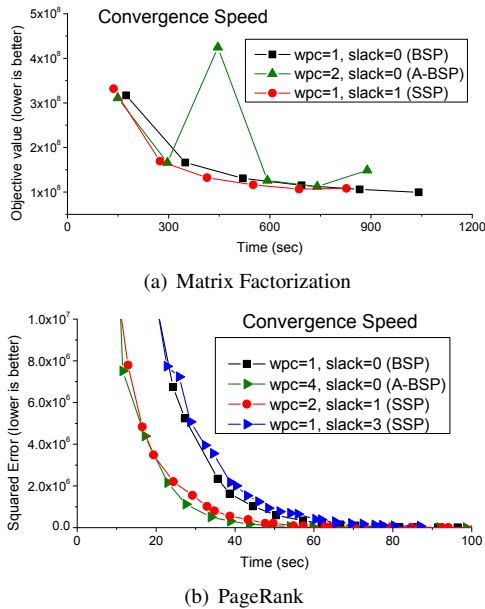 Convergence Speed
wpc=1, slack=0 (BSP)
wpc=2, slack=0 (A-BSP)
wpc=1, slack=1 (SSP)
Objective value (lower is better)
5x10⁸
3x10⁸
1x10⁸
0 300 600 900 1200
Time (sec)
(a) Matrix Factorization
Convergence Speed
wpc=1, slack=0 (BSP)
wpc=4, slack=0 (A-BSP)
wpc=2, slack=1 (SSP)
wpc=1, slack=3 (SSP)
Squared Error (lower is better)
1.0x10⁷
8.0x10⁶
6.0x10⁶
4.0x10⁶
2.0x10⁶
0.0
0 20 40 60 80 100
Time (sec)
(b) PageRank